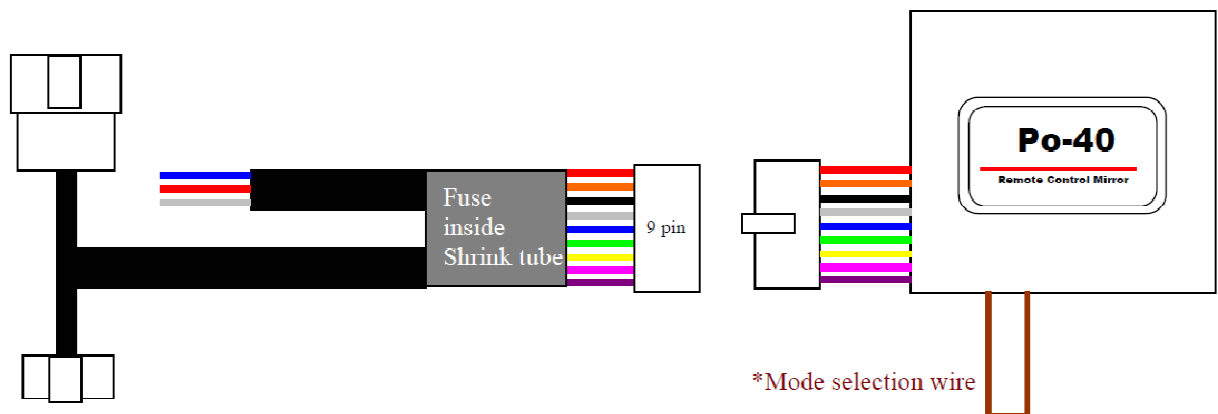 Fuse
inside
Shrink tube
9 pin
Po-40
Remote Control Mirror
*Mode selection wire